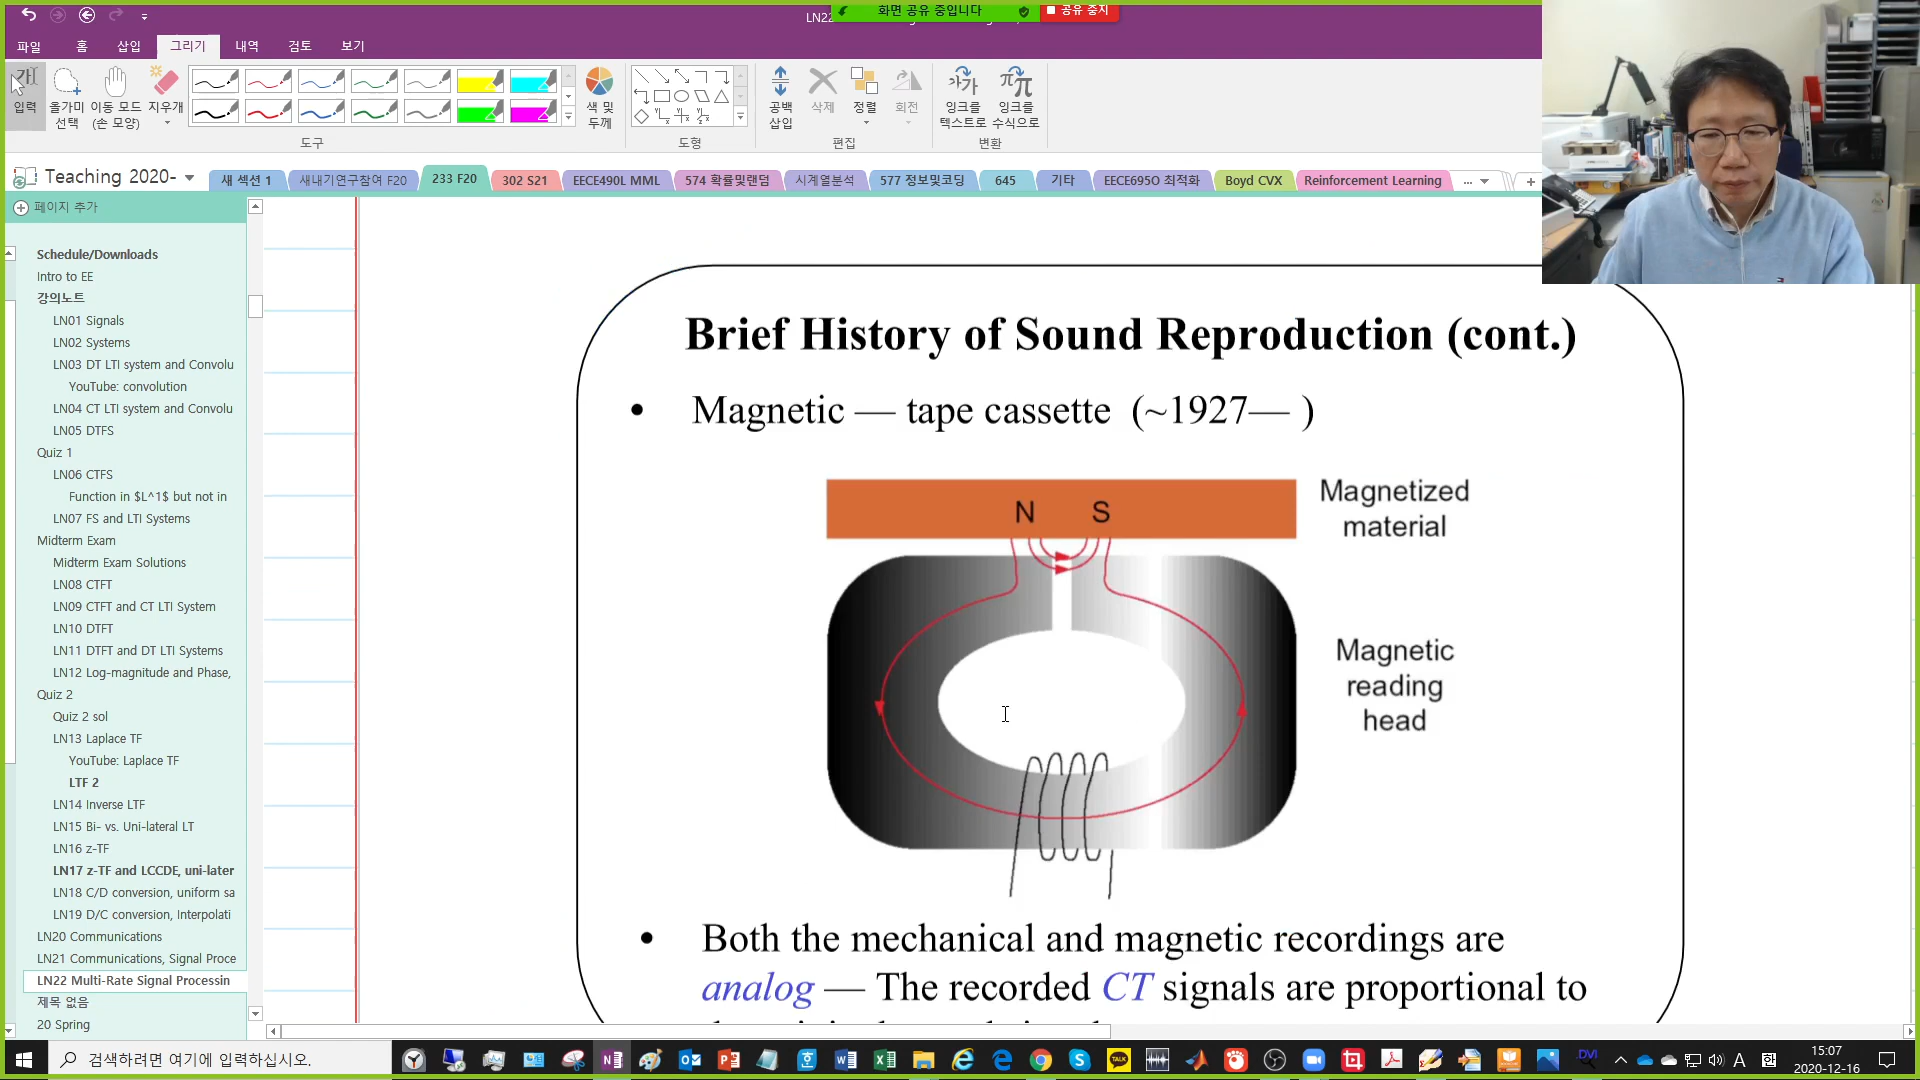 LN22
화면 공유 중입니다
공유 중지
파일 홈 삽입 그리기 내역 검토 보기
입력
올가미
선택
이동 모드
(손 모양)
지우개
색 및
두께
공백
삽입
삭제
정렬
회전
잉크를
텍스트로
잉크를
수식으로
도구
도형
편집
변환
Teaching 2020-
새 섹션 1
새내기연구참여 F20
233 F20
302 S21
EECE490L MML
574 확률및랜덤
시계열분석
577 정보및코딩
645
기타
EECE695O 최적화
Boyd CVX
Reinforcement Learning
...
페이지 추가
Schedule/Downloads
Intro to EE
강의노트
LN01 Signals
LN02 Systems
LN03 DT LTI system and Convolu
YouTube: convolution
LN04 CT LTI system and Convolu
LN05 DTFS
Quiz 1
LN06 CTFS
Function in $L^1$ but not in
LN07 FS and LTI Systems
Midterm Exam
Midterm Exam Solutions
LN08 CTFT
LN09 CTFT and CT LTI System
LN10 DTFT
LN11 DTFT and DT LTI Systems
LN12 Log-magnitude and Phase,
Quiz 2
Quiz 2 sol
LN13 Laplace TF
YouTube: Laplace TF
LTF 2
LN14 Inverse LTF
LN15 Bi- vs. Uni-lateral LT
LN16 z-TF
LN17 z-TF and LCCDE, uni-later
LN18 C/D conversion, uniform sa
LN19 D/C conversion, Interpolati
LN20 Communications
LN21 Communications, Signal Proce
LN22 Multi-Rate Signal Processin
제목 없음
20 Spring
Brief History of Sound Reproduction (cont.)
• Magnetic — tape cassette (~1927— )
N S
Magnetized
material
Magnetic
reading
head
• Both the mechanical and magnetic recordings are
analog — The recorded CT signals are proportional to
검색하려면 여기에 입력하십시오.
A 한
15:07
2020-12-16